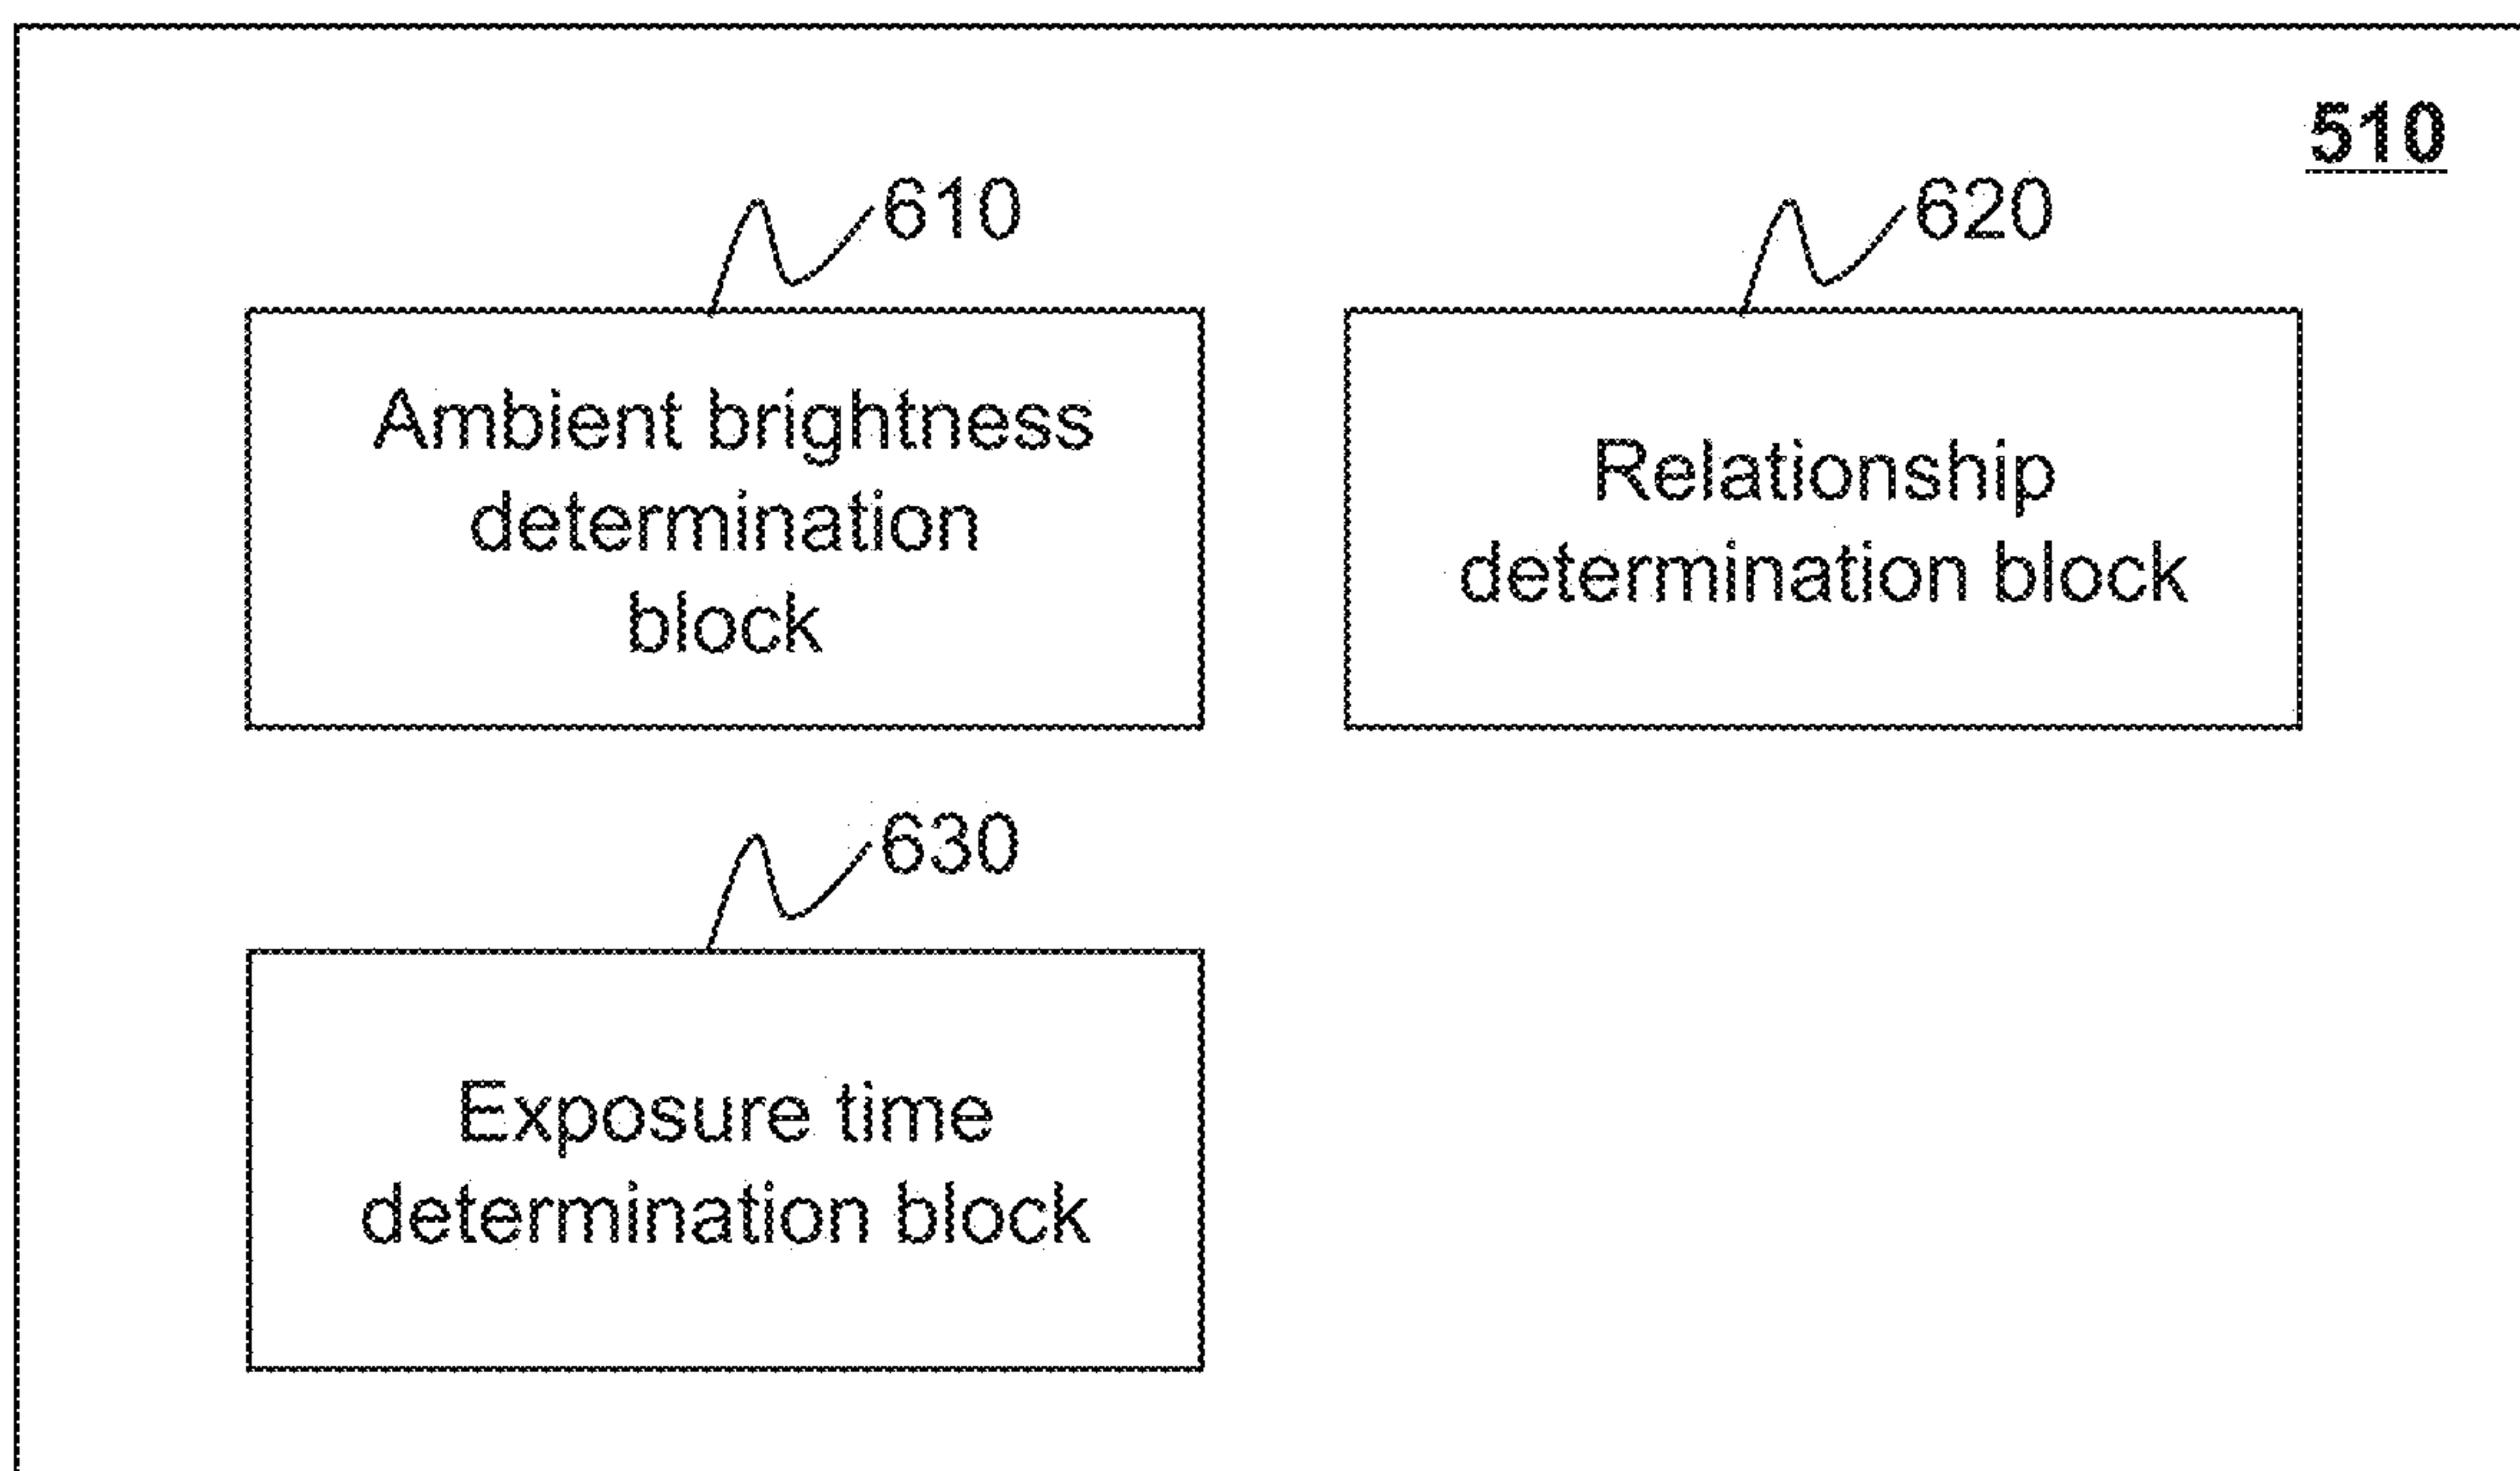 510
610
620
Ambient brightness
determination
block
Relationship
determination block
630
Exposure time
determination block